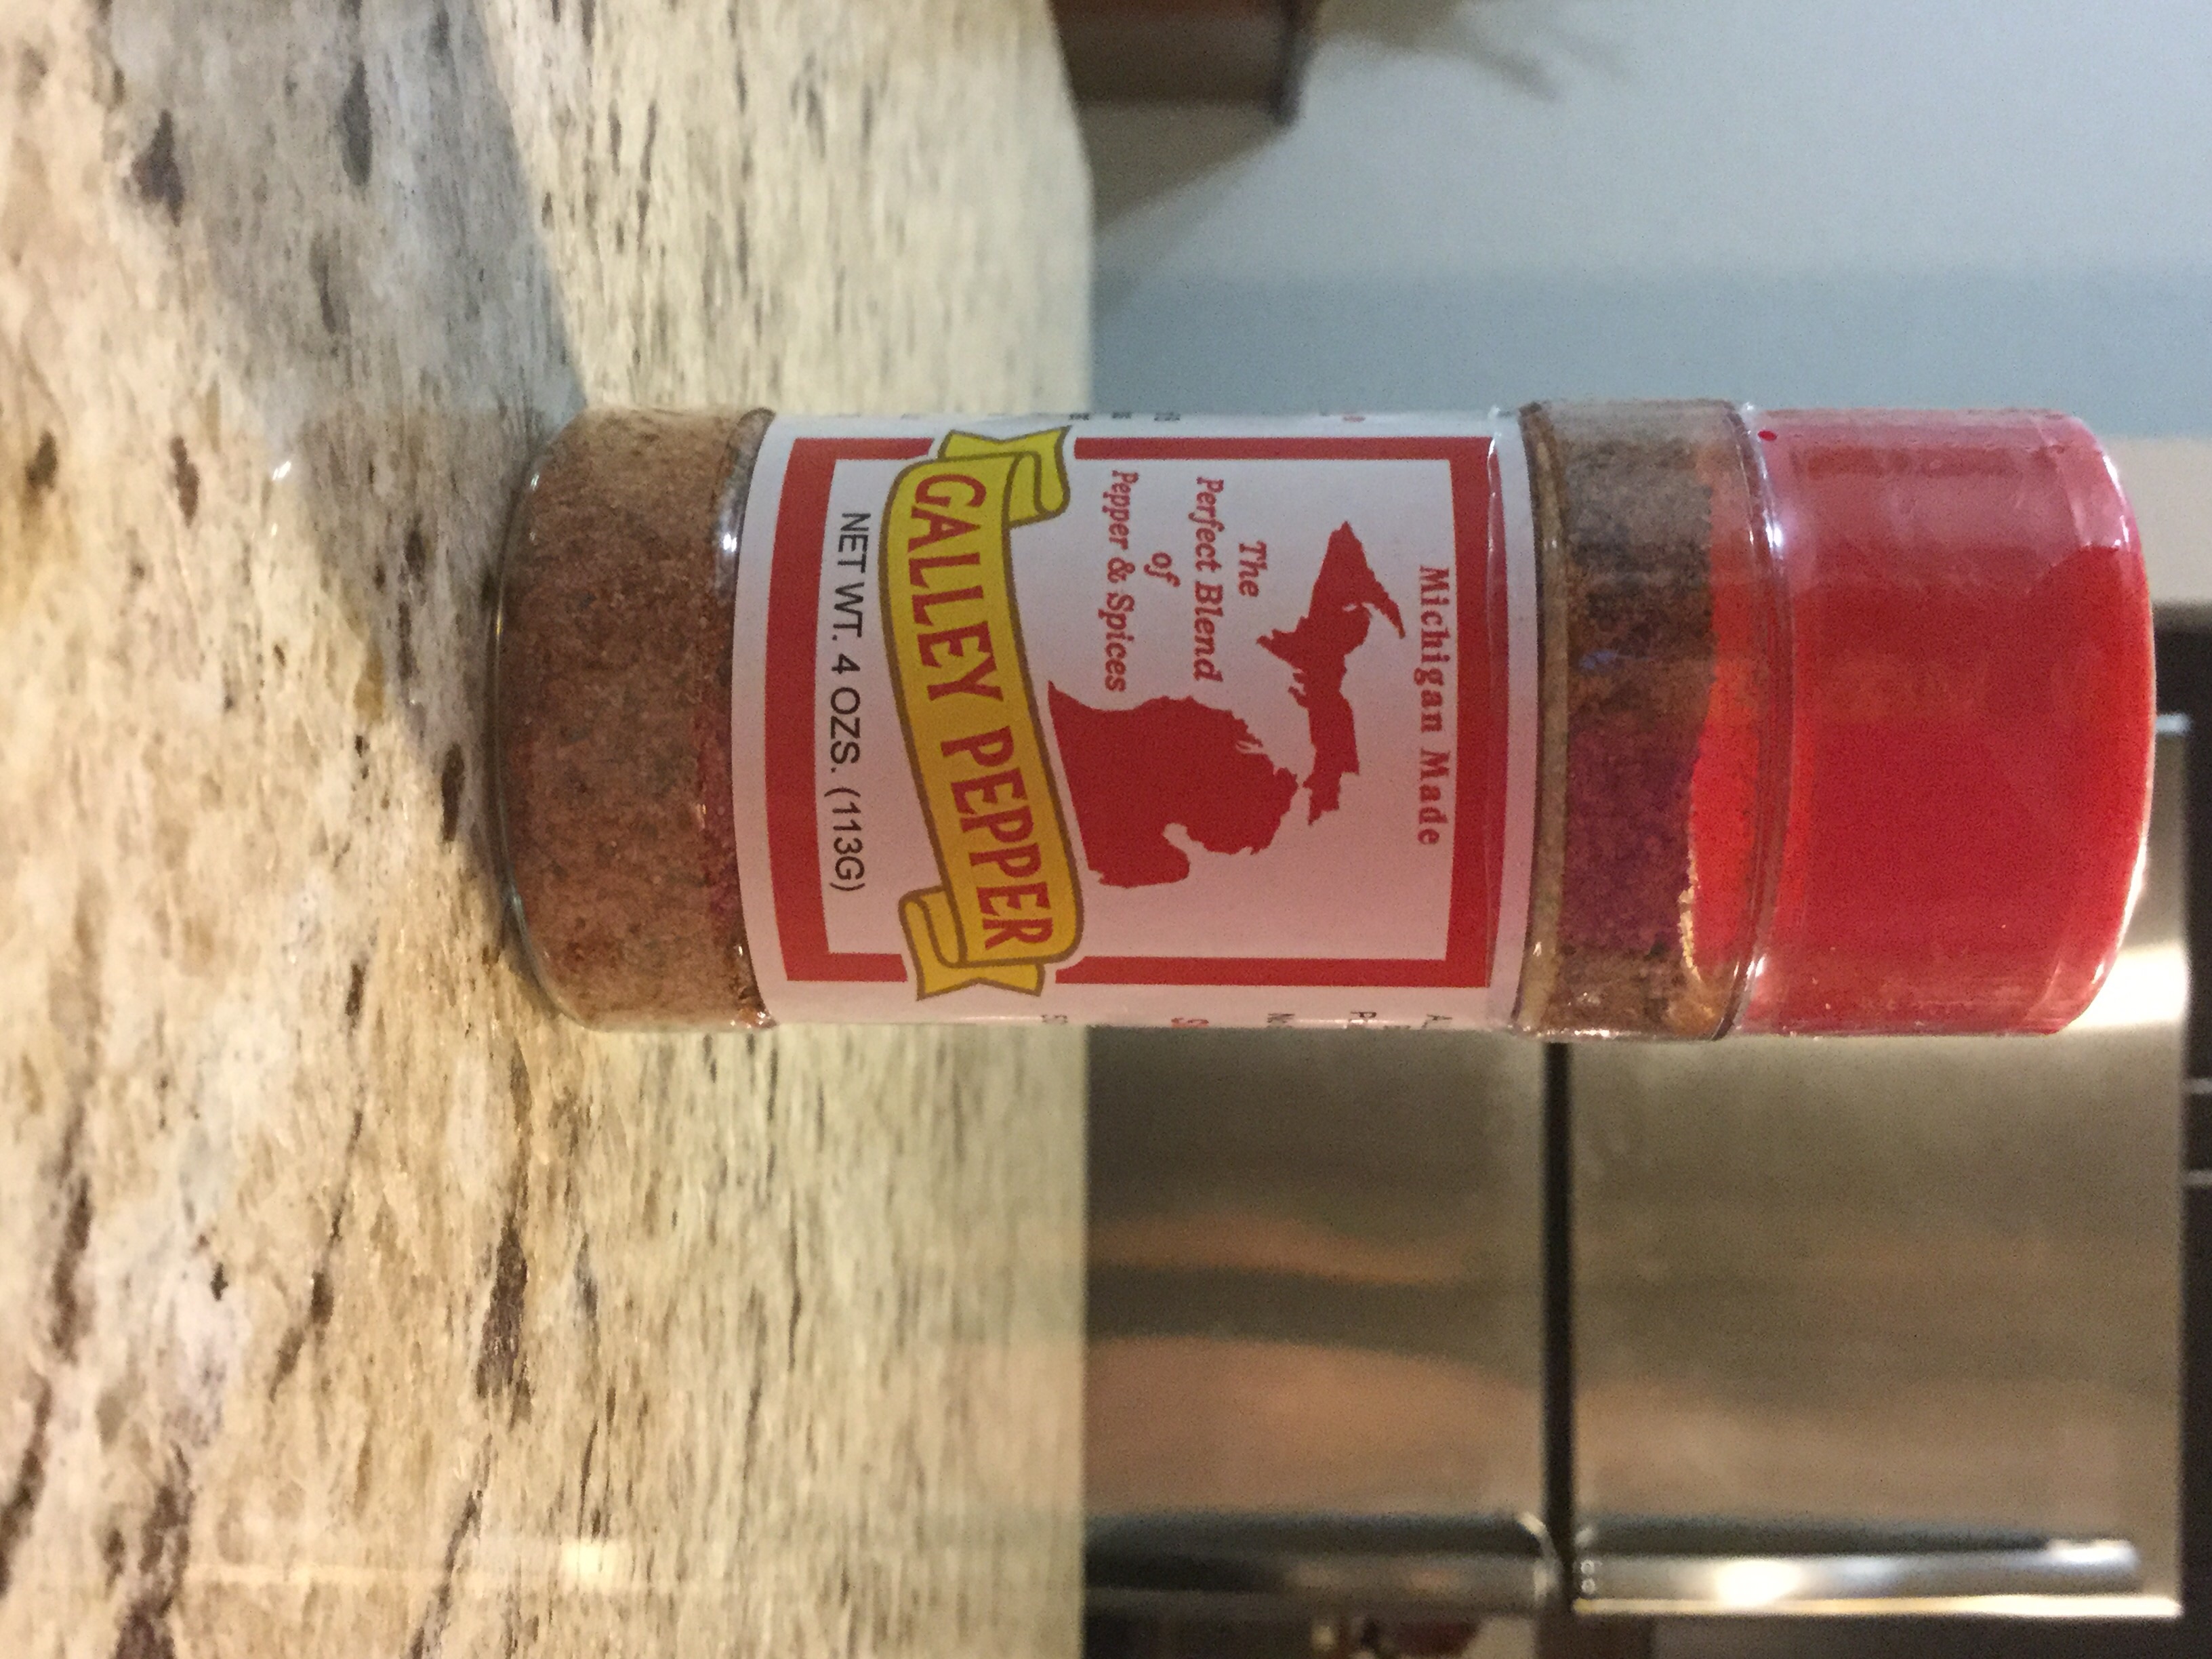 Michigan Made
The
Perfect Blend
of
Pepper & Spices
GALLEY PEPPER
NET WT. 4 OZS. (113G)